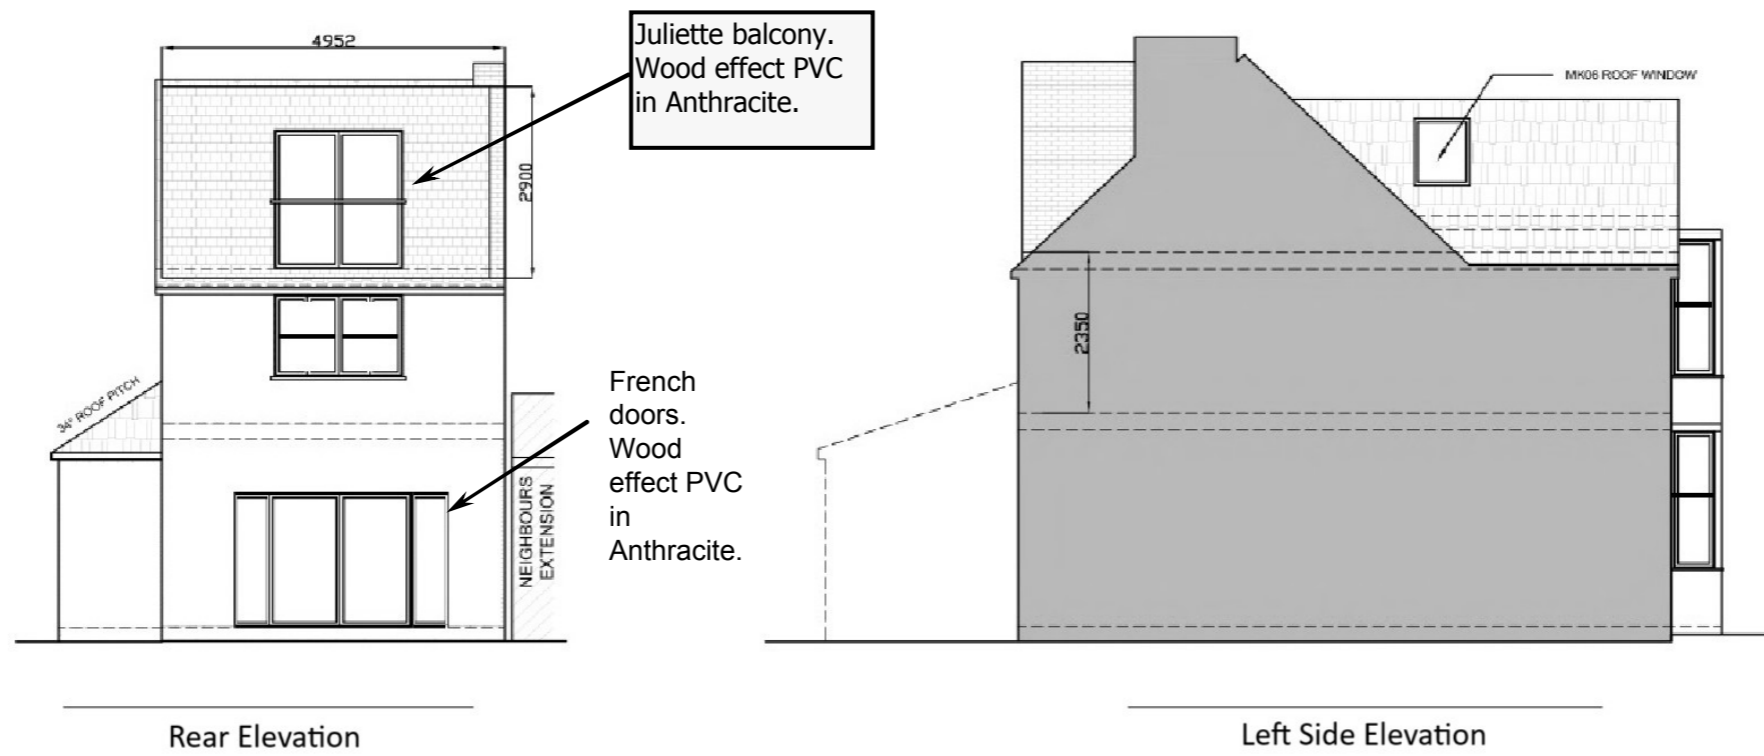 4952
Juliette balcony.
Wood effect PVC
in Anthracite.
2900
36° ROOF PITCH
French
doors.
Wood
effect PVC
in
Anthracite.
NEIGHBOURS
EXTENSION
Rear Elevation
MK06 ROOF WINDOW
2350
Left Side Elevation